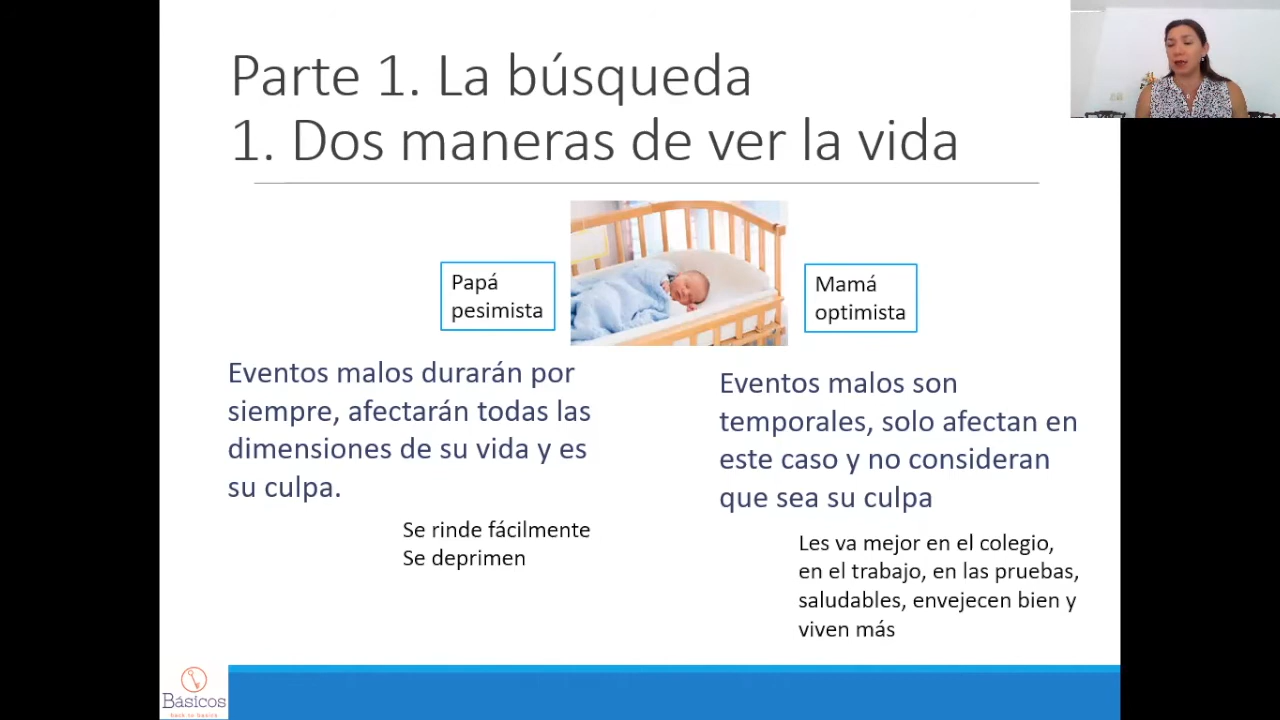 Parte 1. La búsqueda
1. Dos maneras de ver la vida
Papá
pesimista
Mamá
optimista
Eventos malos durarán por
siempre, afectarán todas las
dimensiones de su vida y es
su culpa.
Se rinde fácilmente
Se deprimen
Eventos malos son
temporales, solo afectan en
este caso y no consideran
que sea su culpa
Les va mejor en el colegio,
en el trabajo, en las pruebas,
saludables, envejecen bien y
viven más
Básicos
back to basics